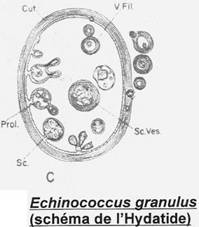 Cut.
V.Fil.
Prol.
Sc.Ves.
Sc.
C
Echinococcus granulus
(schéma de l'Hydatide)